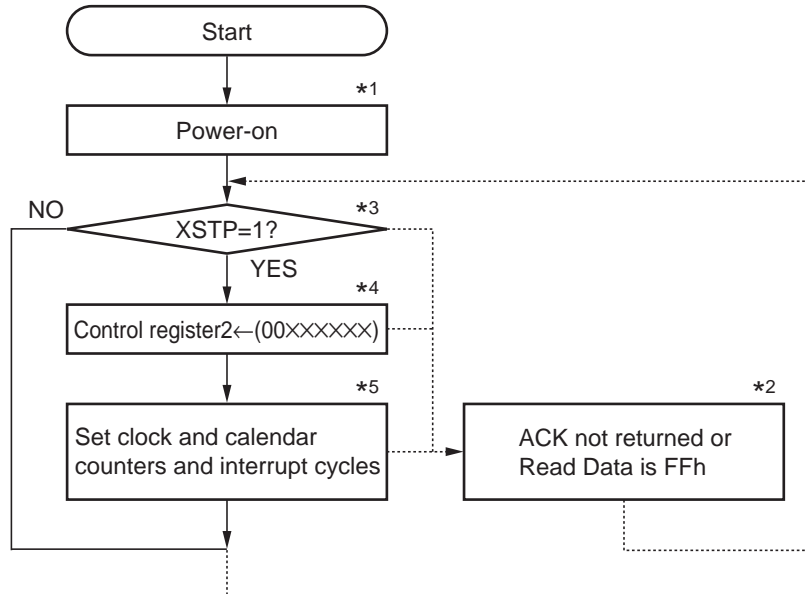 Start
*1
Power-on
NO
*3
XSTP=1?
YES
*4
Control register2←(00XXXXXX)
*5
Set clock and calendar
counters and interrupt cycles
*2
ACK not returned or
Read Data is FFh